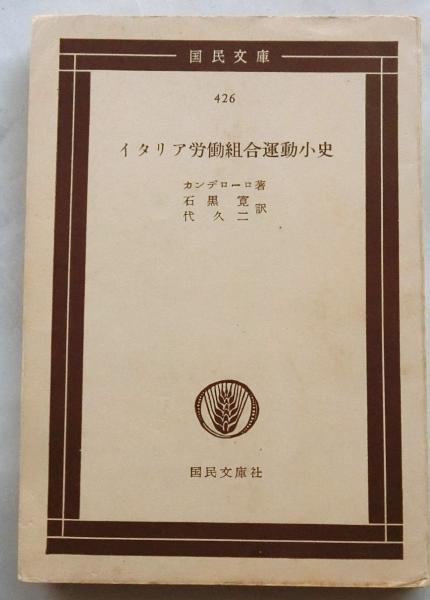 国民文庫
426
イタリア労働組合運動小史
カンデローロ著
石黒寛
代久二訳
国民文庫社